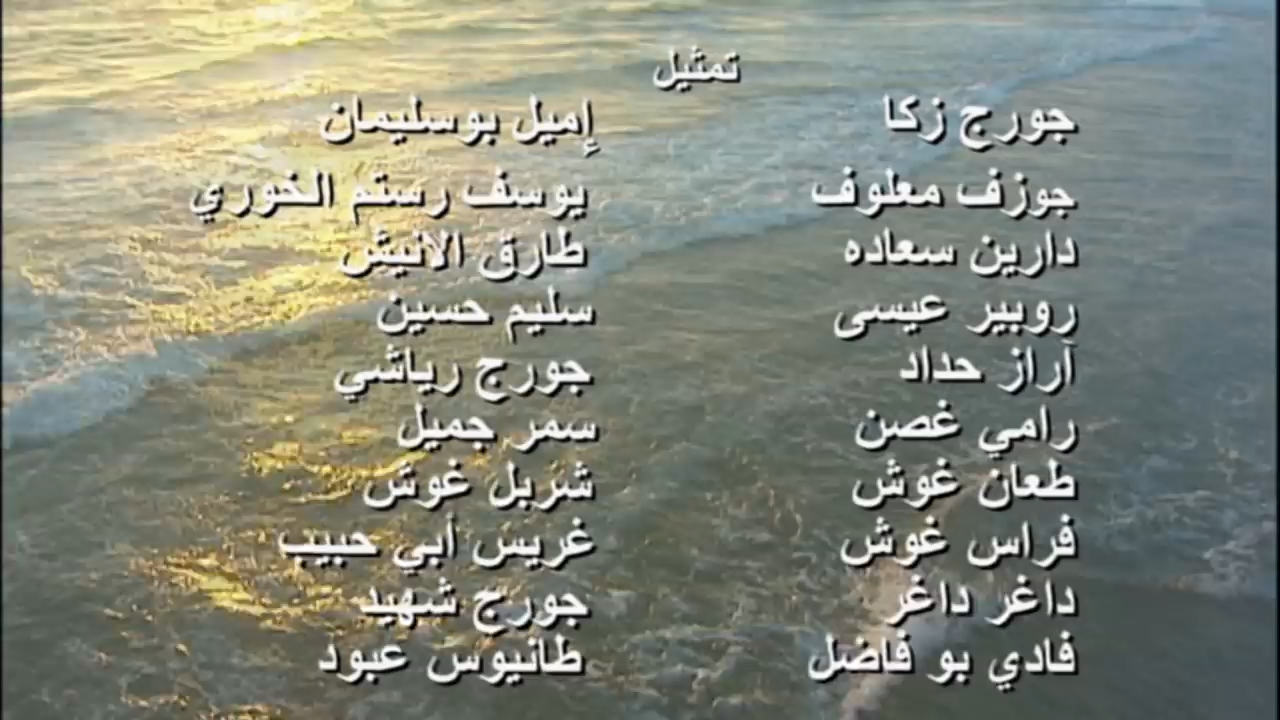 تمثيل
جورج زكا
إميل بوسليمان
جوزف معلوف
يوسف رستم الخوري
دارين سعاده
طارق الانيش
روبير عيسى
سليم حسين
آراز حداد
جورج رياشي
رامي غصن
سمر جميل
طعان غوش
شربل غوش
فراس غوش
غريس أبي حبيب
داغر داغر
جورج شهيد
فادي بو فاضل
طانيوس عبود